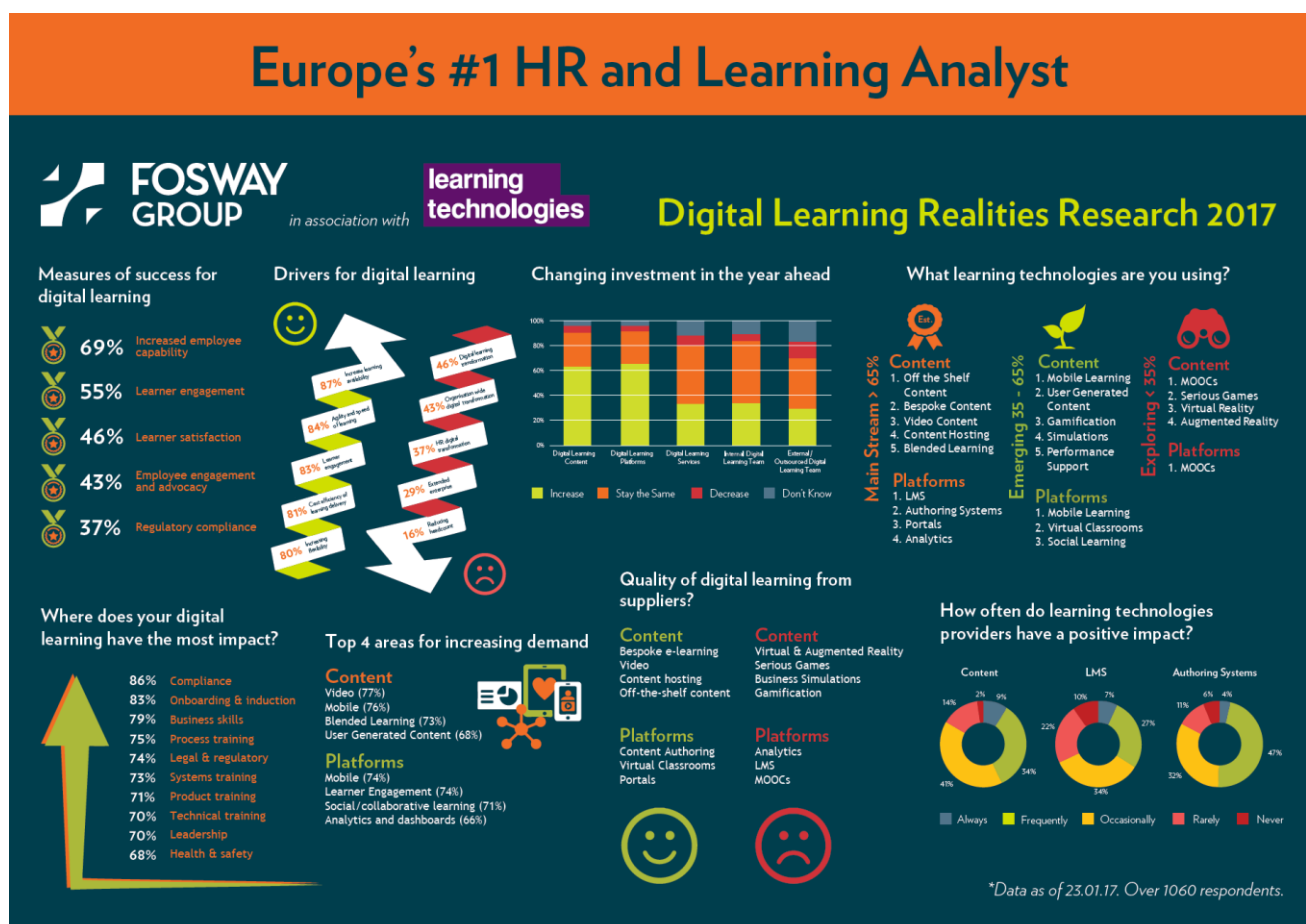 Europe's #1 HR and Learning Analyst
FOSWAY
GROUP
in association with
learning
technologies
Digital Learning Realities Research 2017
Measures of success for
digital learning
69% Increased employee
capability
55% Learner engagement
46% Learner satisfaction
43% Employee engagement
and advocacy
37% Regulatory compliance
Drivers for digital learning
87% Increase learning
availability
84% Agility and speed
of learning
83% Learner
engagement
81% Cost efficiency of
learning delivery
80% Increasing
flexibility
46% Digital learning
transformation
43% Organisation wide
digital transformation
37% HR digital
transformation
29% Extended
enterprise
16% Reducing
headcount
Changing investment in the year ahead
100%
80%
60%
40%
20%
0%
Digital Learning
Content
Digital Learning
Platforms
Digital Learning
Services
Internal Digital
Learning Team
External/
Outsourced Digital
Learning Team
Increase
Stay the Same
Decrease
Don't Know
What learning technologies are you using?
Est.
Main Stream > 65%
Content
1. Off the Shelf
Content
2. Bespoke Content
3. Video Content
4. Content Hosting
5. Blended Learning
Platforms
1. LMS
2. Authoring Systems
3. Portals
4. Analytics
Emerging 35 - 65%
Content
1. Mobile Learning
2. User Generated
Content
3. Gamification
4. Simulations
5. Performance
Support
Platforms
1. Mobile Learning
2. Virtual Classrooms
3. Social Learning
Exploring < 35%
Content
1. MOOCs
2. Serious Games
3. Virtual Reality
4. Augmented Reality
Platforms
1. MOOCs
Where does your digital
learning have the most impact?
86% Compliance
83% Onboarding & induction
79% Business skills
75% Process training
74% Legal & regulatory
73% Systems training
71% Product training
70% Technical training
70% Leadership
68% Health & safety
Top 4 areas for increasing demand
Content
Video (77%)
Mobile (76%)
Blended Learning (73%)
User Generated Content (68%)
Platforms
Mobile (74%)
Learner Engagement (74%)
Social/collaborative learning (71%)
Analytics and dashboards (66%)
Quality of digital learning from
suppliers?
Content
Bespoke e-learning
Video
Content hosting
Off-the-shelf content
Platforms
Content Authoring
Virtual Classrooms
Portals
Content
Virtual & Augmented Reality
Serious Games
Business Simulations
Gamification
Platforms
Analytics
LMS
MOOCs
How often do learning technologies
providers have a positive impact?
Content
2%
9%
14%
34%
41%
LMS
10%
7%
22%
27%
34%
Authoring Systems
6%
4%
11%
47%
32%
Always
Frequently
Occasionally
Rarely
Never
*Data as of 23.01.17. Over 1060 respondents.